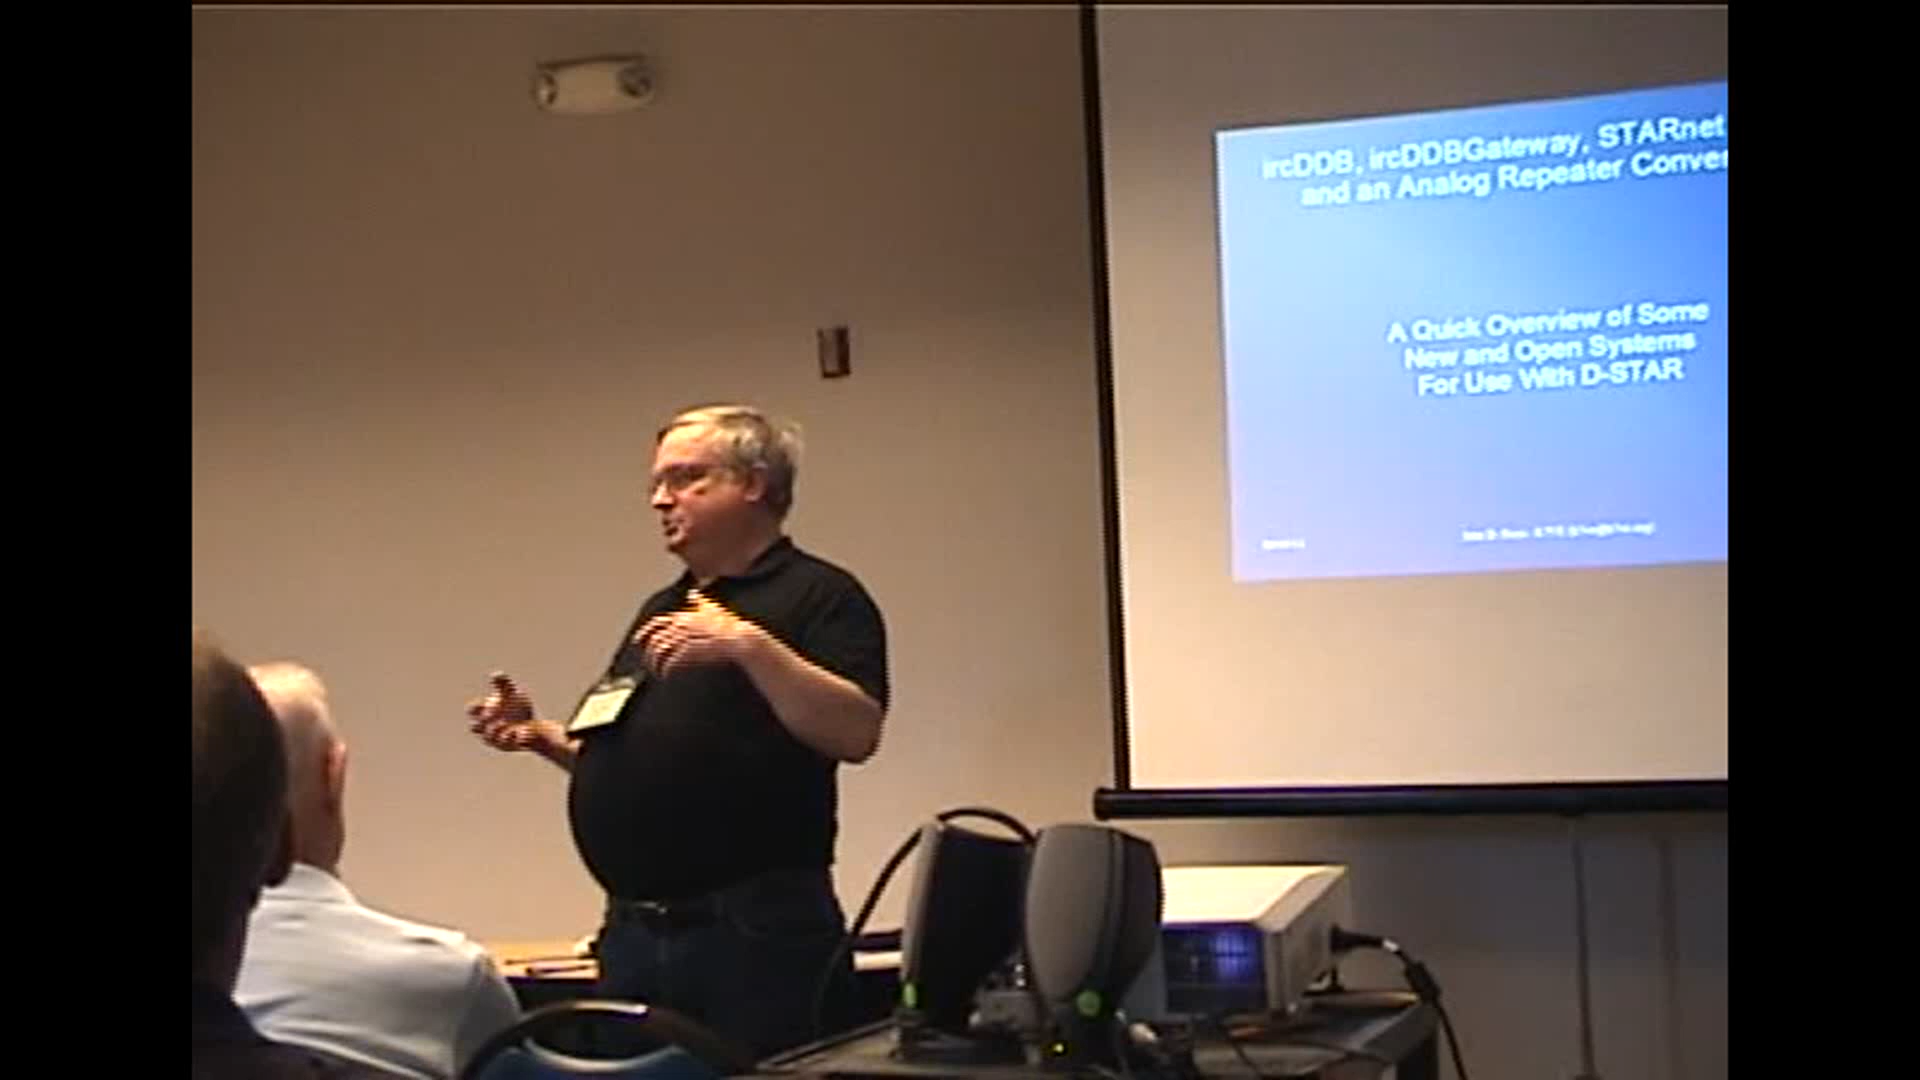 ircDDB, ircDDBGateway, STARnet
and an Analog Repeater Conver
A Quick Overview of Some
New and Open Systems
For Use With D-STAR